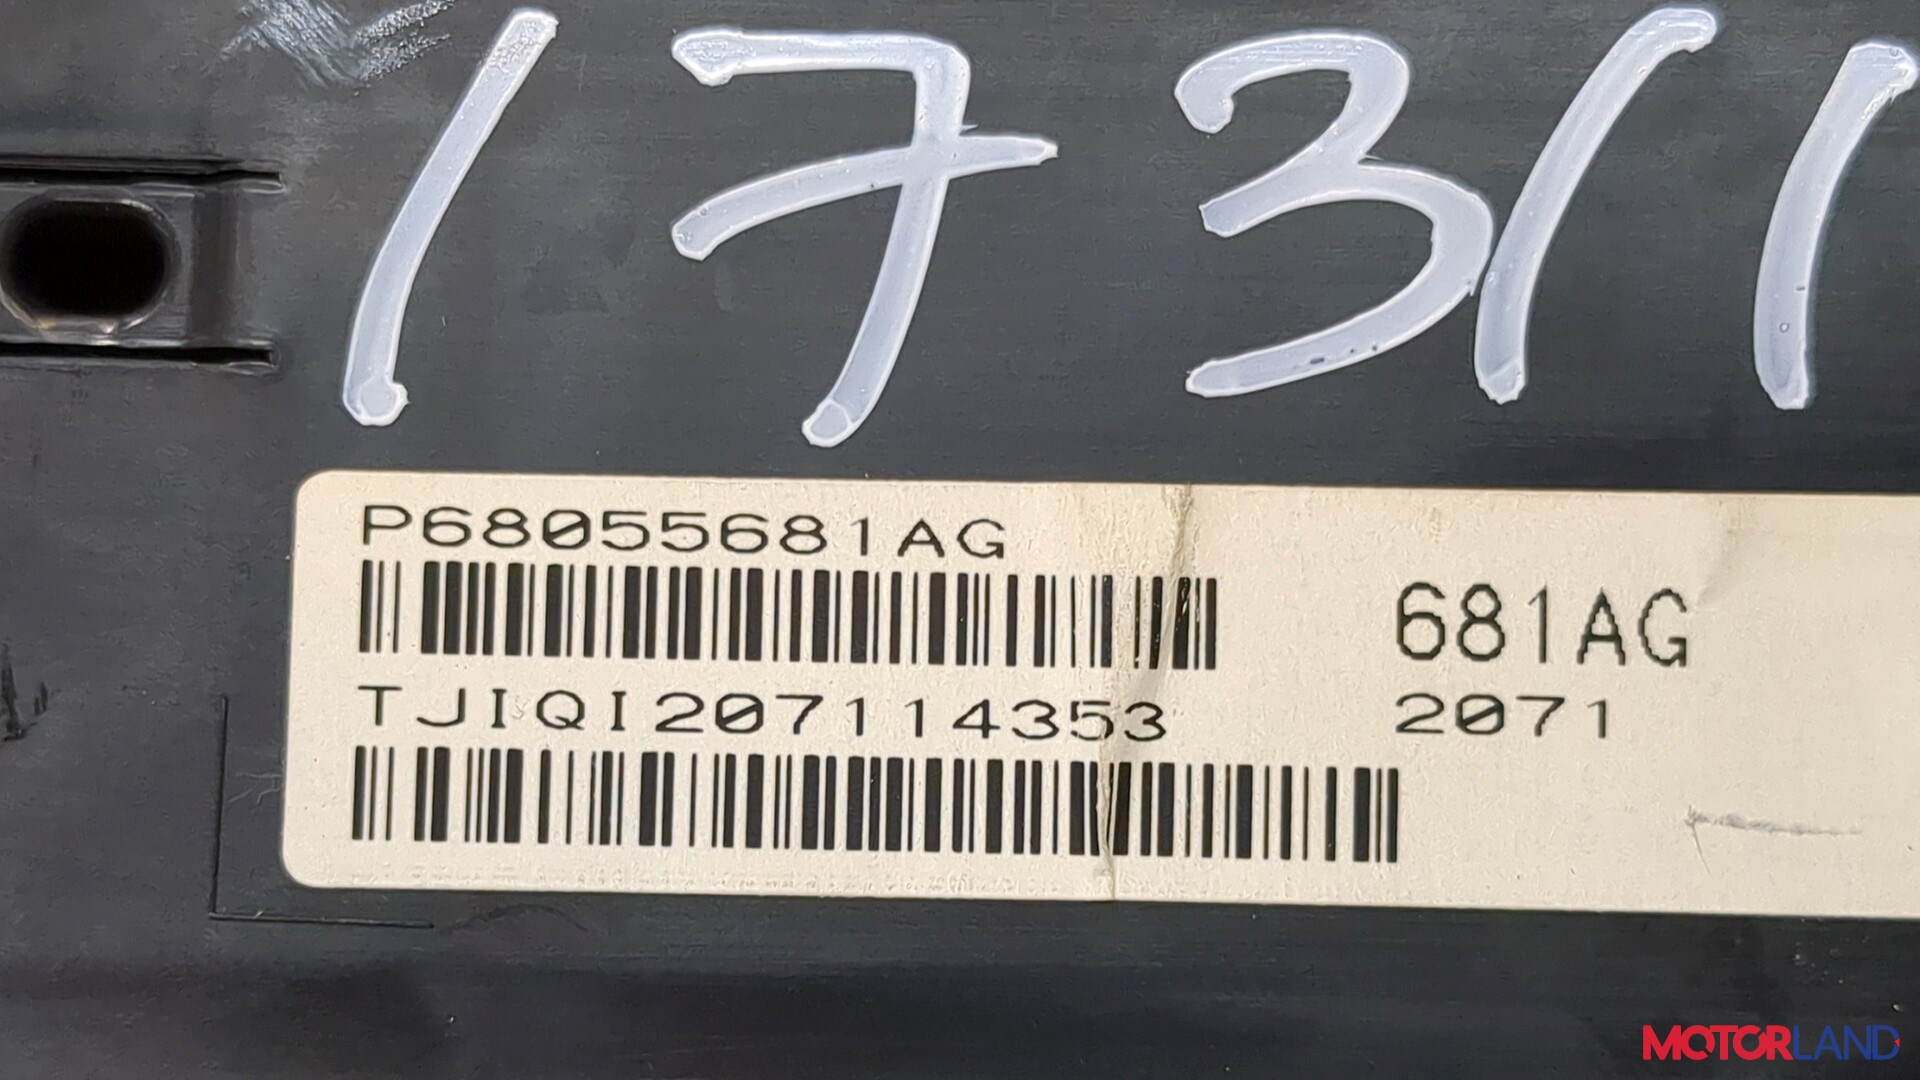 17311
P68055681AG
681AG
TJIQI207114353
2071
MOTORLAND